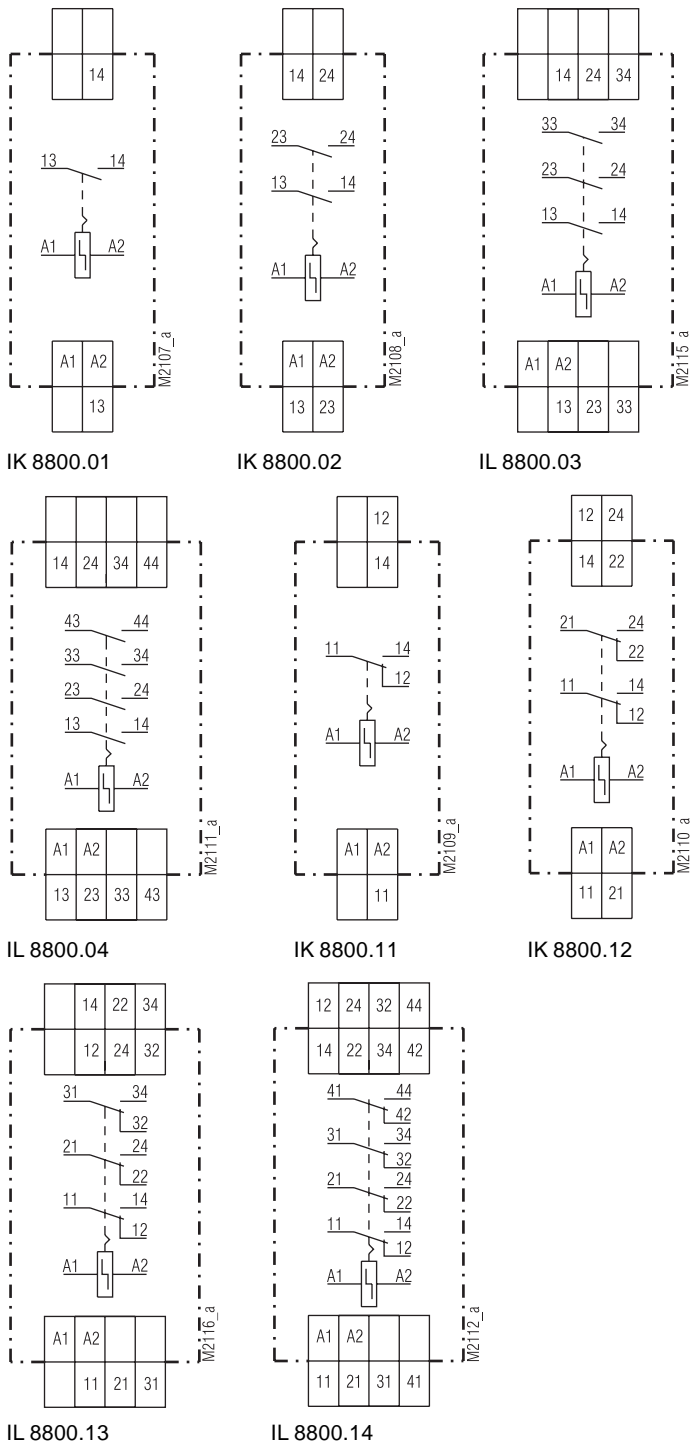 14
13 14
A1 A2
A1 A2
13
M2107_a
IK 8800.01
14 24
23 24
13 14
A1 A2
A1 A2
13 23
M2108_a
IK 8800.02
14 24 34
33 34
23 24
13 14
A1 A2
A1 A2
13 23 33
M2115_a
IL 8800.03
14 24 34 44
43 44
33 34
23 24
13 14
A1 A2
A1 A2
13 23 33 43
M2111_a
IL 8800.04
12
14
11 14
12
A1 A2
A1 A2
11
M2109_a
IK 8800.11
12 24
14 22
21 24
22
11 14
12
A1 A2
A1 A2
11 21
M2110_a
IK 8800.12
14 22 34
12 24 32
31 34
32
21 24
22
11 14
12
A1 A2
A1 A2
11 21 31
M2116_a
IL 8800.13
12 24 32 44
14 22 34 42
41 44
42
31 34
32
21 24
22
11 14
12
A1 A2
A1 A2
11 21 31 41
M2112_a
IL 8800.14